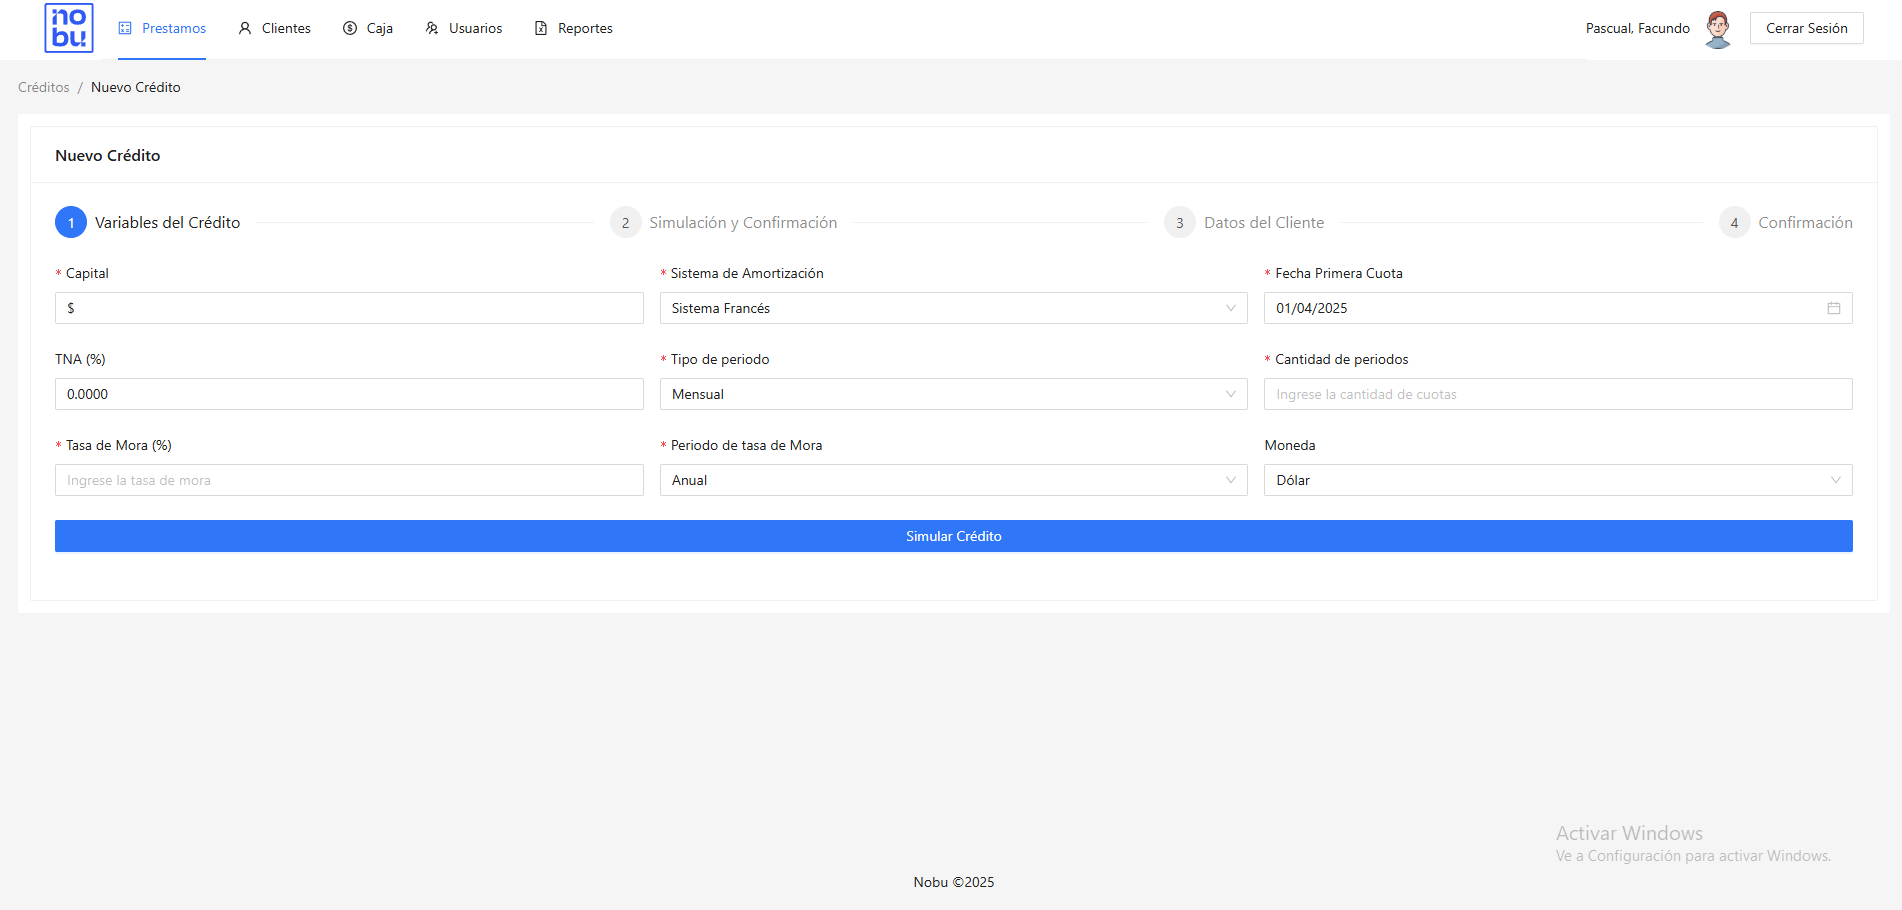 no
bu
Prestamos
Clientes
Caja
Usuarios
Reportes
Pascual, Facundo
Cerrar Sesión
Créditos / Nuevo Crédito
Nuevo Crédito
1 Variables del Crédito
2 Simulación y Confirmación
3 Datos del Cliente
4 Confirmación
* Capital
* Sistema de Amortización
* Fecha Primera Cuota
$
Sistema Francés
01/04/2025
TNA (%)
* Tipo de periodo
* Cantidad de periodos
0.0000
Mensual
Ingrese la cantidad de cuotas
* Tasa de Mora (%)
* Periodo de tasa de Mora
Moneda
Ingrese la tasa de mora
Anual
Dólar
Simular Crédito
Activar Windows
Ve a Configuración para activar Windows.
Nobu ©2025